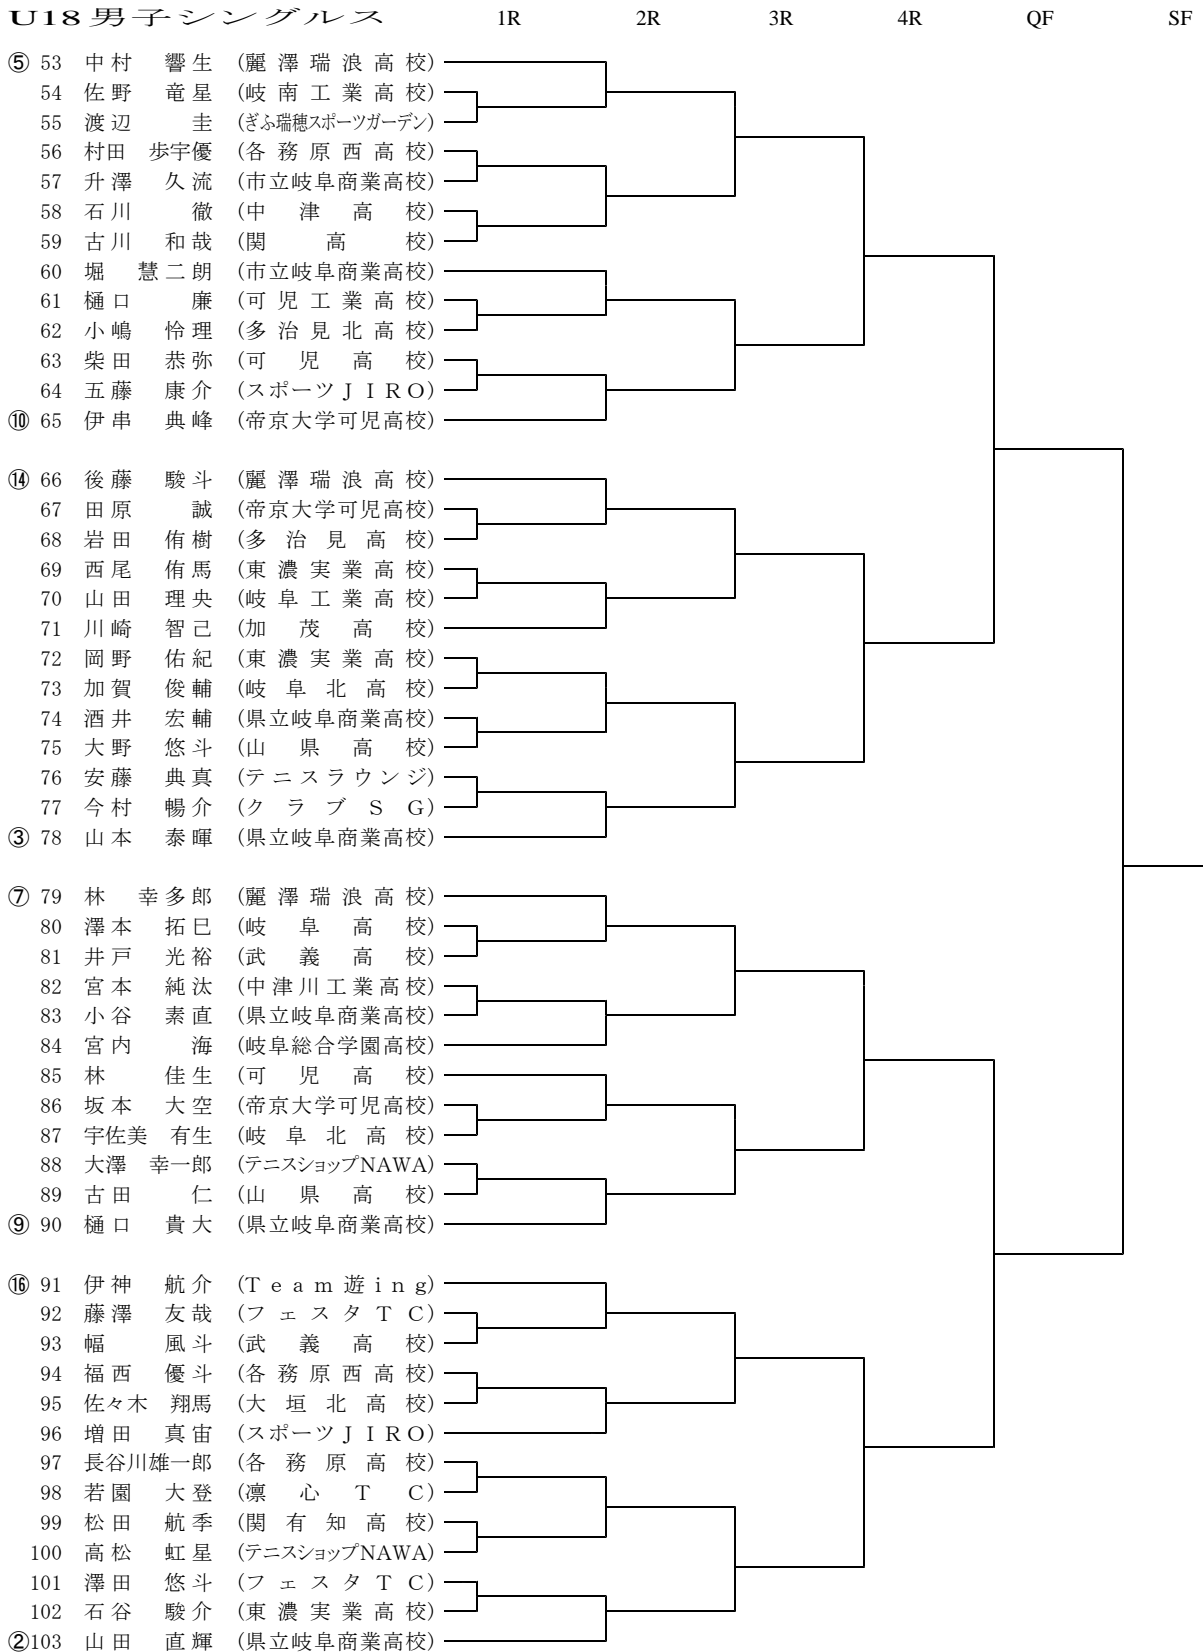 U18男子シングルス 1R 2R 3R 4R QF SF
⑤ 53 中村 響生 (麗澤瑞浪高校)
54 佐野 竜星 (岐南工業高校)
55 渡辺 圭 (ぎふ瑞穂スポーツガーデン)
56 村田 歩宇優 (各務原西高校)
57 升澤 久流 (市立岐阜商業高校)
58 石川 徹 (中津高校)
59 古川 和哉 (関高校)
60 堀 慧二朗 (市立岐阜商業高校)
61 樋口 廉 (可児工業高校)
62 小嶋 怜理 (多治見北高校)
63 柴田 恭弥 (可児高校)
64 五藤 康介 (スポーツJIRO)
⑩ 65 伊串 典峰 (帝京大学可児高校)
⑭ 66 後藤 駿斗 (麗澤瑞浪高校)
67 田原 誠 (帝京大学可児高校)
68 岩田 侑樹 (多治見高校)
69 西尾 侑馬 (東濃実業高校)
70 山田 理央 (岐阜工業高校)
71 川崎 智己 (加茂高校)
72 岡野 佑紀 (東濃実業高校)
73 加賀 俊輔 (岐阜北高校)
74 酒井 宏輔 (県立岐阜商業高校)
75 大野 悠斗 (山県高校)
76 安藤 典真 (テニスラウンジ)
77 今村 暢介 (クラブSG)
③ 78 山本 泰暉 (県立岐阜商業高校)
⑦ 79 林 幸多郎 (麗澤瑞浪高校)
80 澤本 拓巳 (岐阜高校)
81 井戸 光裕 (武義高校)
82 宮本 純汰 (中津川工業高校)
83 小谷 素直 (県立岐阜商業高校)
84 宮内 海 (岐阜総合学園高校)
85 林 佳生 (可児高校)
86 坂本 大空 (帝京大学可児高校)
87 宇佐美 有生 (岐阜北高校)
88 大澤 幸一郎 (テニスショップNAWA)
89 古田 仁 (山県高校)
⑨ 90 樋口 貴大 (県立岐阜商業高校)
⑯ 91 伊神 航介 (Team遊ing)
92 藤澤 友哉 (フェスタTC)
93 幅 風斗 (武義高校)
94 福西 優斗 (各務原西高校)
95 佐々木 翔馬 (大垣北高校)
96 増田 真宙 (スポーツJIRO)
97 長谷川雄一郎 (各務原高校)
98 若園 大登 (凛心TC)
99 松田 航季 (関有知高校)
100 高松 虹星 (テニスショップNAWA)
101 澤田 悠斗 (フェスタTC)
102 石谷 駿介 (東濃実業高校)
②103 山田 直輝 (県立岐阜商業高校)